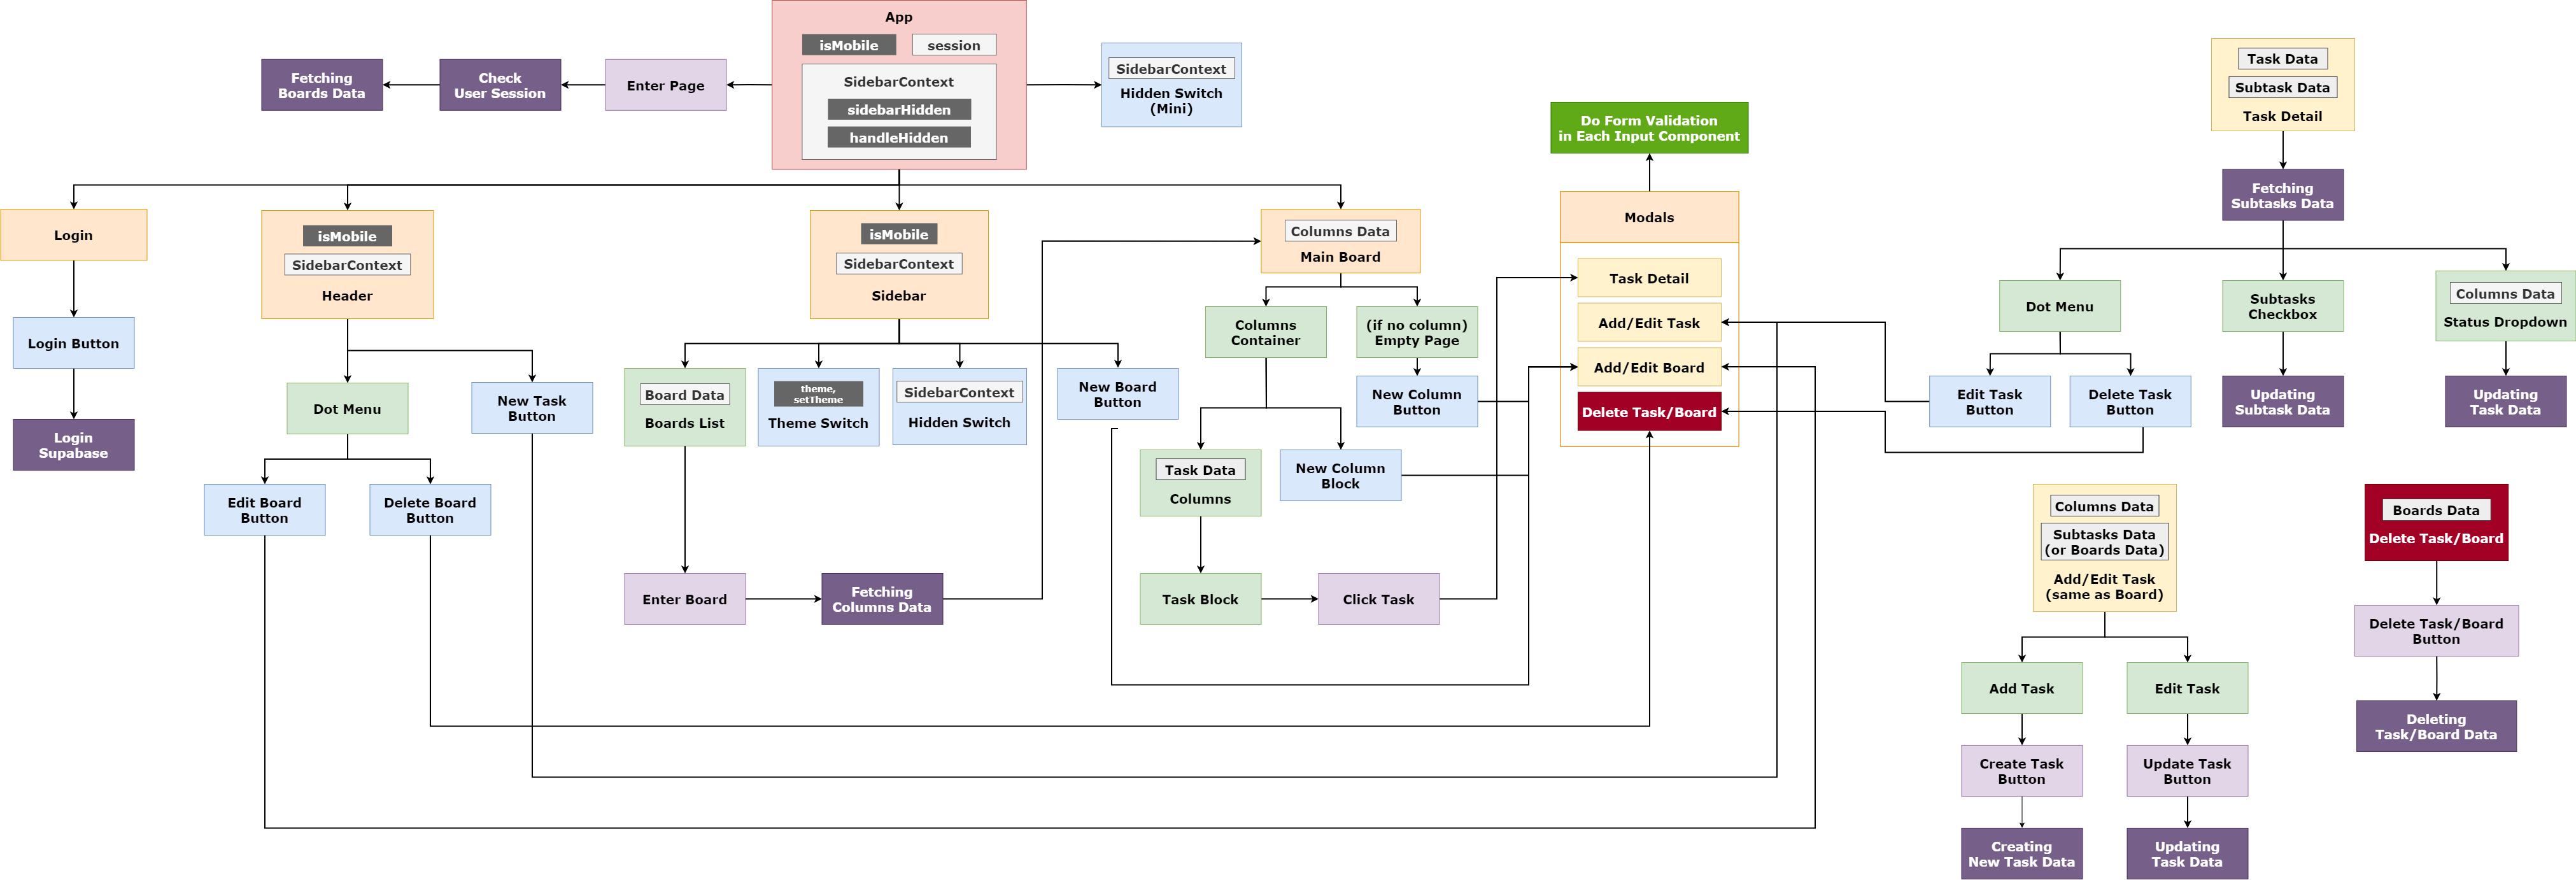 App
isMobile
session
SidebarContext
sidebarHidden
handleHidden
Fetching
Boards Data
Check
User Session
Enter Page
SidebarContext
Hidden Switch
(Mini)
Login
Login Button
Login
Supabase
isMobile
SidebarContext
Header
Dot Menu
New Task
Button
Edit Board
Button
Delete Board
Button
isMobile
SidebarContext
Sidebar
Board Data
Boards List
theme,
setTheme
Theme Switch
SidebarContext
Hidden Switch
New Board
Button
Enter Board
Fetching
Columns Data
Columns Data
Main Board
Columns
Container
(if no column)
Empty Page
New Column
Button
Task Data
Columns
New Column
Block
Task Block
Click Task
Do Form Validation
in Each Input Component
Modals
Task Detail
Add/Edit Task
Add/Edit Board
Delete Task/Board
Task Data
Subtask Data
Task Detail
Fetching
Subtasks Data
Dot Menu
Subtasks
Checkbox
Columns Data
Status Dropdown
Edit Task
Button
Delete Task
Button
Updating
Subtask Data
Updating
Task Data
Columns Data
Subtasks Data
(or Boards Data)
Add/Edit Task
(same as Board)
Add Task
Edit Task
Create Task
Button
Update Task
Button
Creating
New Task Data
Updating
Task Data
Boards Data
Delete Task/Board
Delete Task/Board
Button
Deleting
Task/Board Data